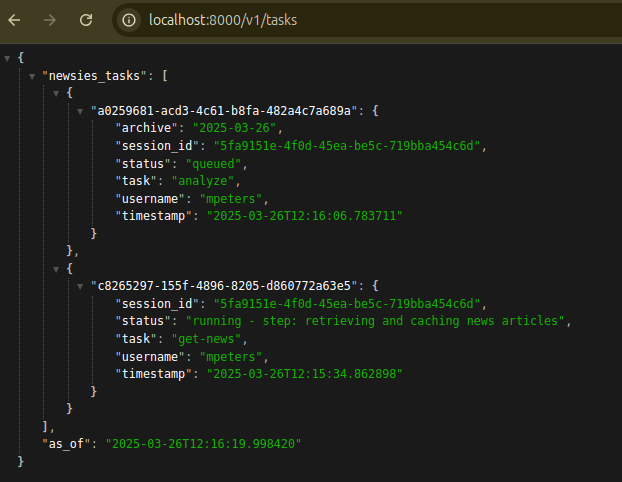 localhost:8000/v1/tasks
{
"newsies_tasks": [
{
"a0259681-acd3-4c61-b8fa-482a4c7a689a": {
"archive": "2025-03-26",
"session_id": "5fa9151e-4f0d-45ea-be5c-719bba454c6d",
"status": "queued",
"task": "analyze",
"username": "mpeters",
"timestamp": "2025-03-26T12:16:06.783711"
}
},
{
"c8265297-155f-4896-8205-d860772a63e5": {
"session_id": "5fa9151e-4f0d-45ea-be5c-719bba454c6d",
"status": "running - step: retrieving and caching news articles",
"task": "get-news",
"username": "mpeters",
"timestamp": "2025-03-26T12:15:34.862898"
}
}
],
"as_of": "2025-03-26T12:16:19.998420"
}